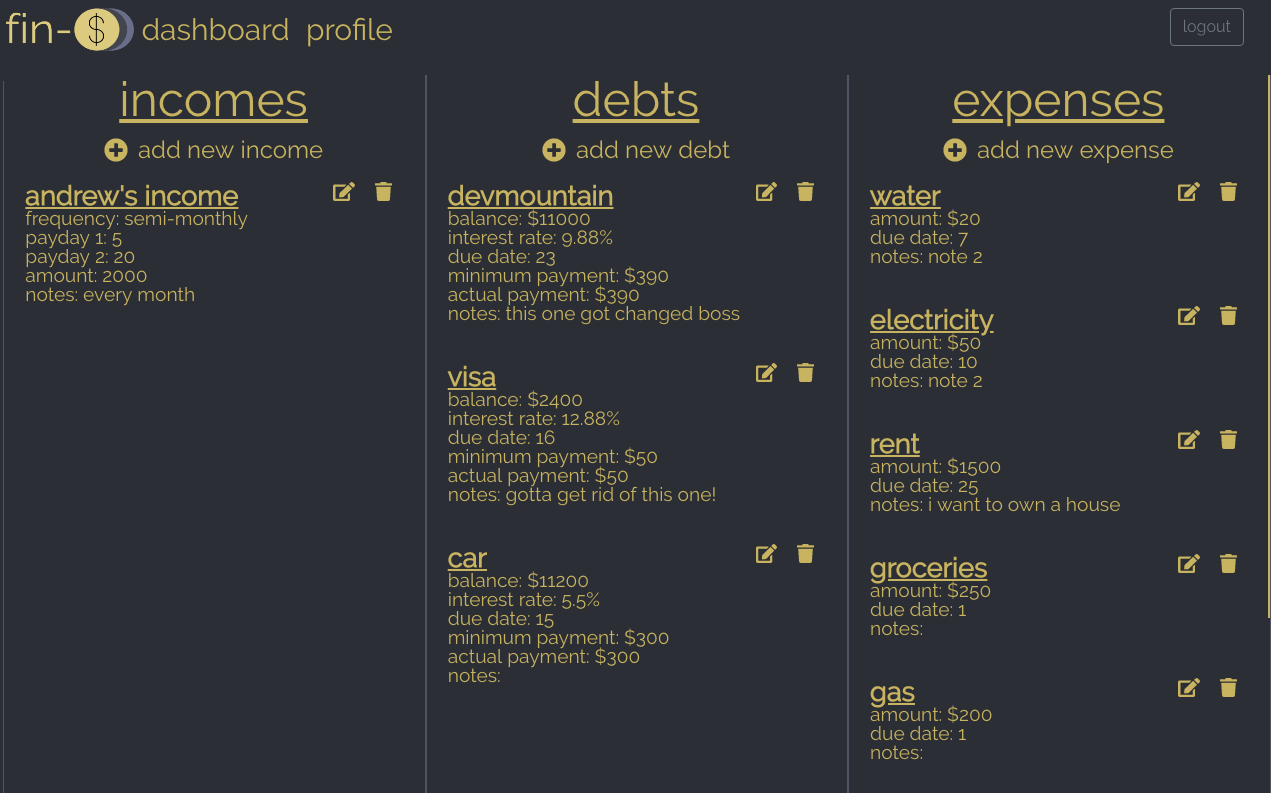 fin-$ dashboard profile
logout
incomes
add new income
andrew's income
frequency: semi-monthly
payday 1: 5
payday 2: 20
amount: 2000
notes: every month
debts
add new debt
devmountain
balance: $11000
interest rate: 9.88%
due date: 23
minimum payment: $390
actual payment: $390
notes: this one got changed boss
visa
balance: $2400
interest rate: 12.88%
due date: 16
minimum payment: $50
actual payment: $50
notes: gotta get rid of this one!
car
balance: $11200
interest rate: 5.5%
due date: 15
minimum payment: $300
actual payment: $300
notes:
expenses
add new expense
water
amount: $20
due date: 7
notes: note 2
electricity
amount: $50
due date: 10
notes: note 2
rent
amount: $1500
due date: 25
notes: i want to own a house
groceries
amount: $250
due date: 1
notes:
gas
amount: $200
due date: 1
notes: